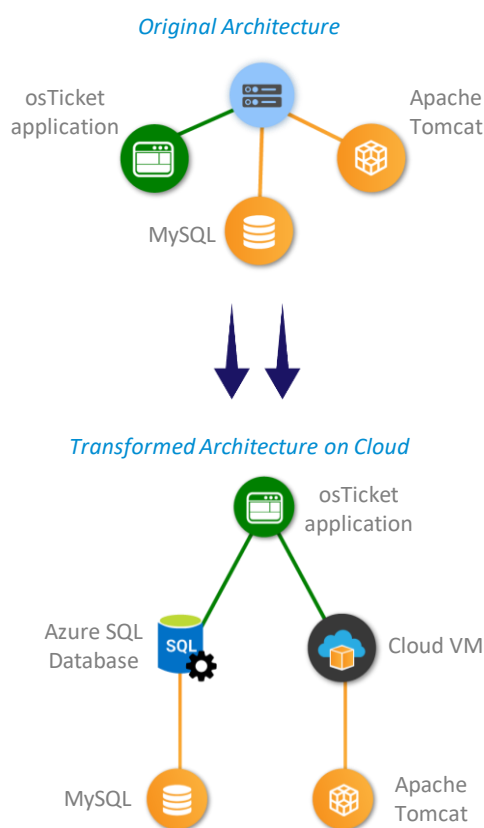 Original Architecture
osTicket
application
Apache
Tomcat
MySQL
Transformed Architecture on Cloud
osTicket
application
Azure SQL
Database
SQL
Cloud VM
MySQL
Apache
Tomcat